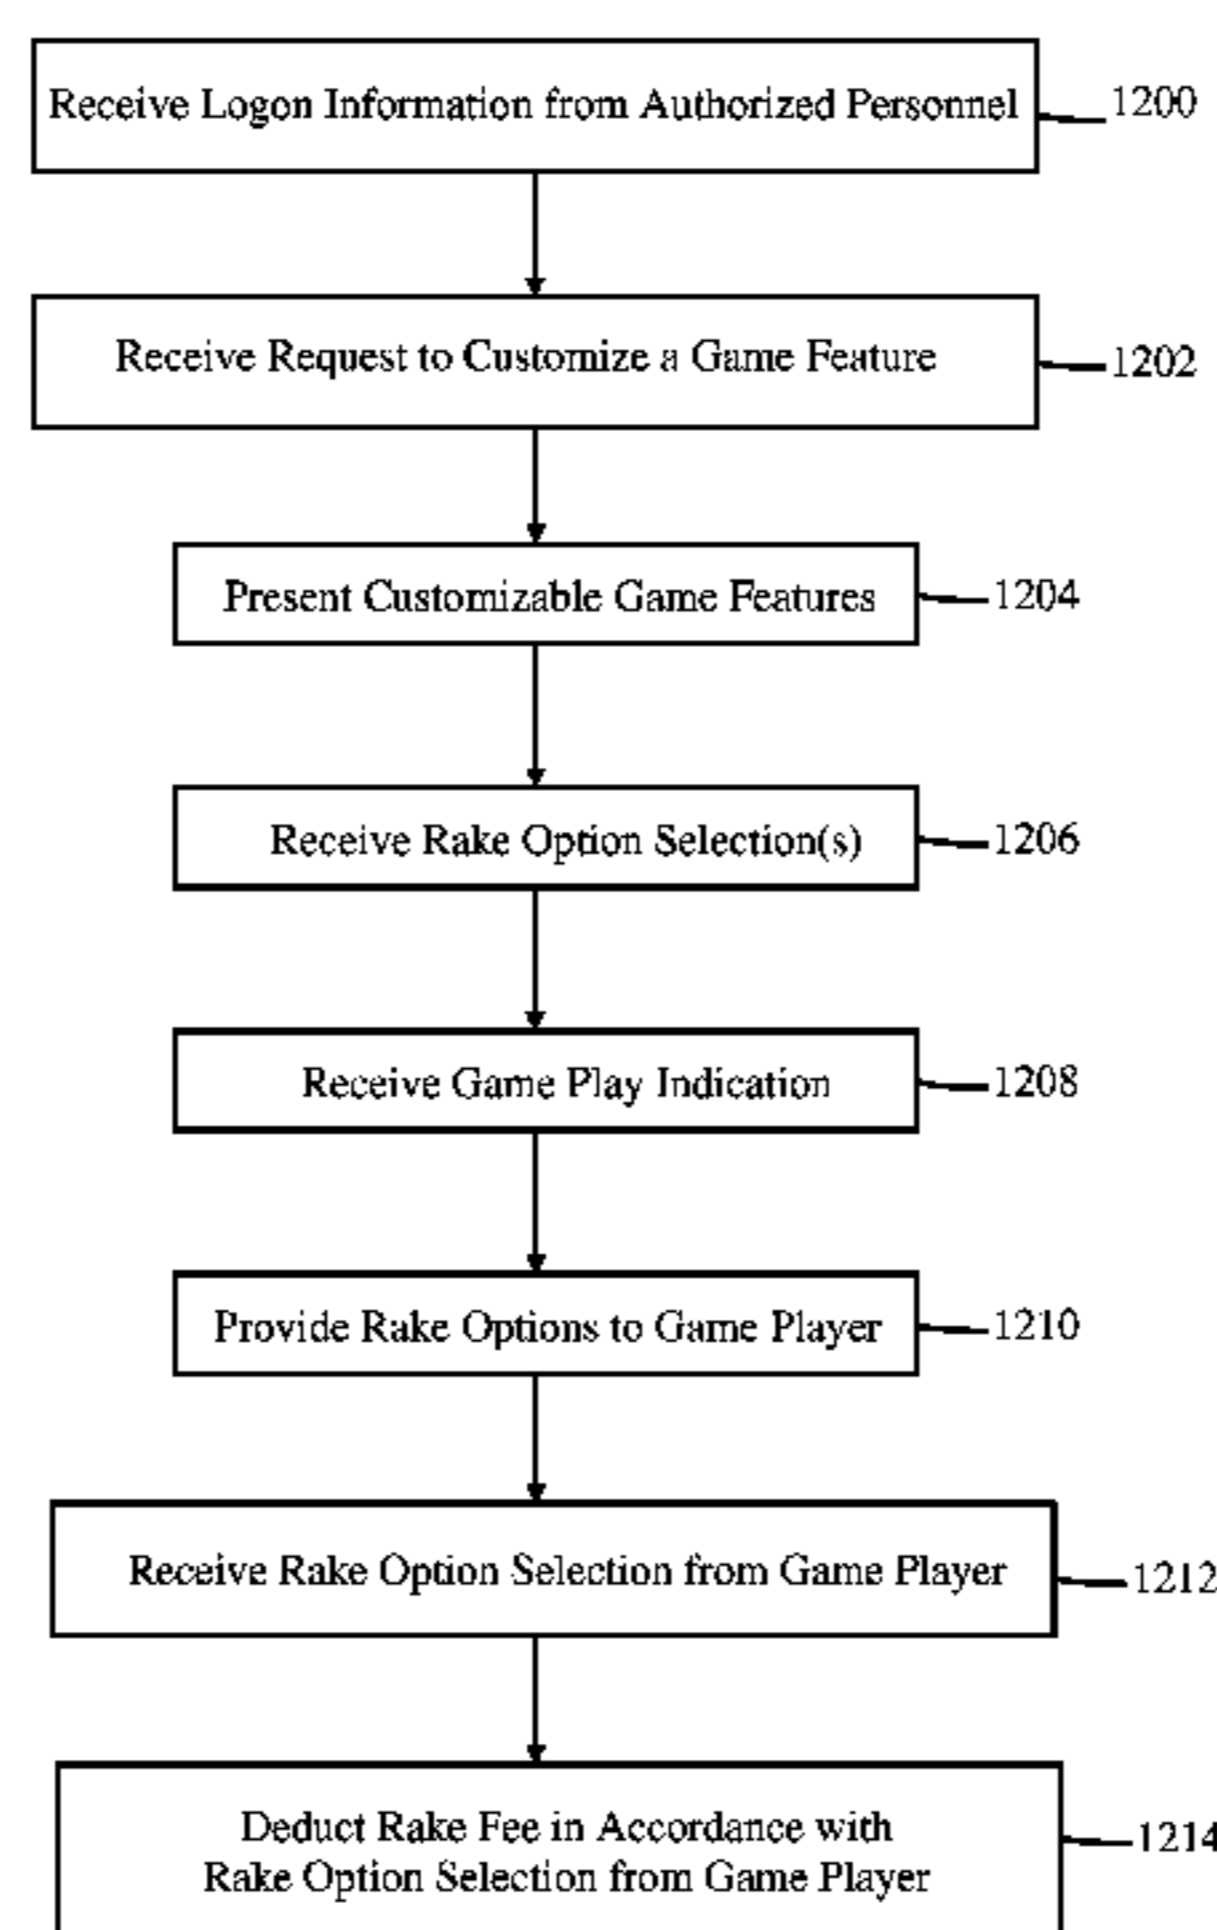 Receive Logon Information from Authorized Personnel
1200
Receive Request to Customize a Game Feature
1202
Present Customizable Game Features
1204
Receive Rake Option Selection(s)
1206
Receive Game Play Indication
1208
Provide Rake Options to Game Player
1210
Receive Rake Option Selection from Game Player
1212
Deduct Rake Fee in Accordance with
Rake Option Selection from Game Player
1214